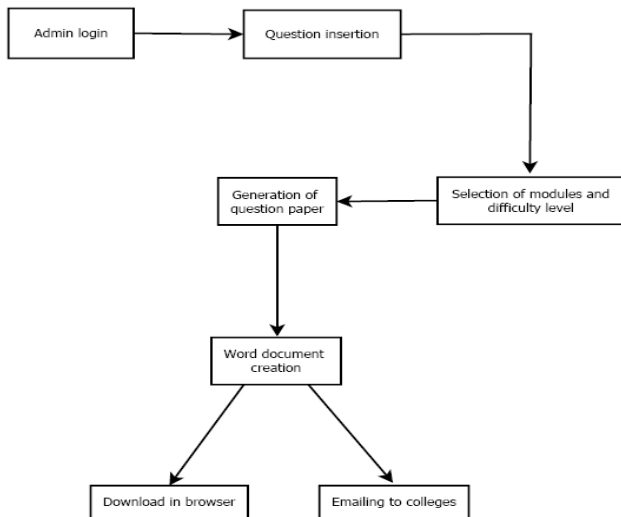 Admin login
Question insertion
Selection of modules and
difficulty level
Generation of
question paper
Word document
creation
Download in browser
Emailing to colleges